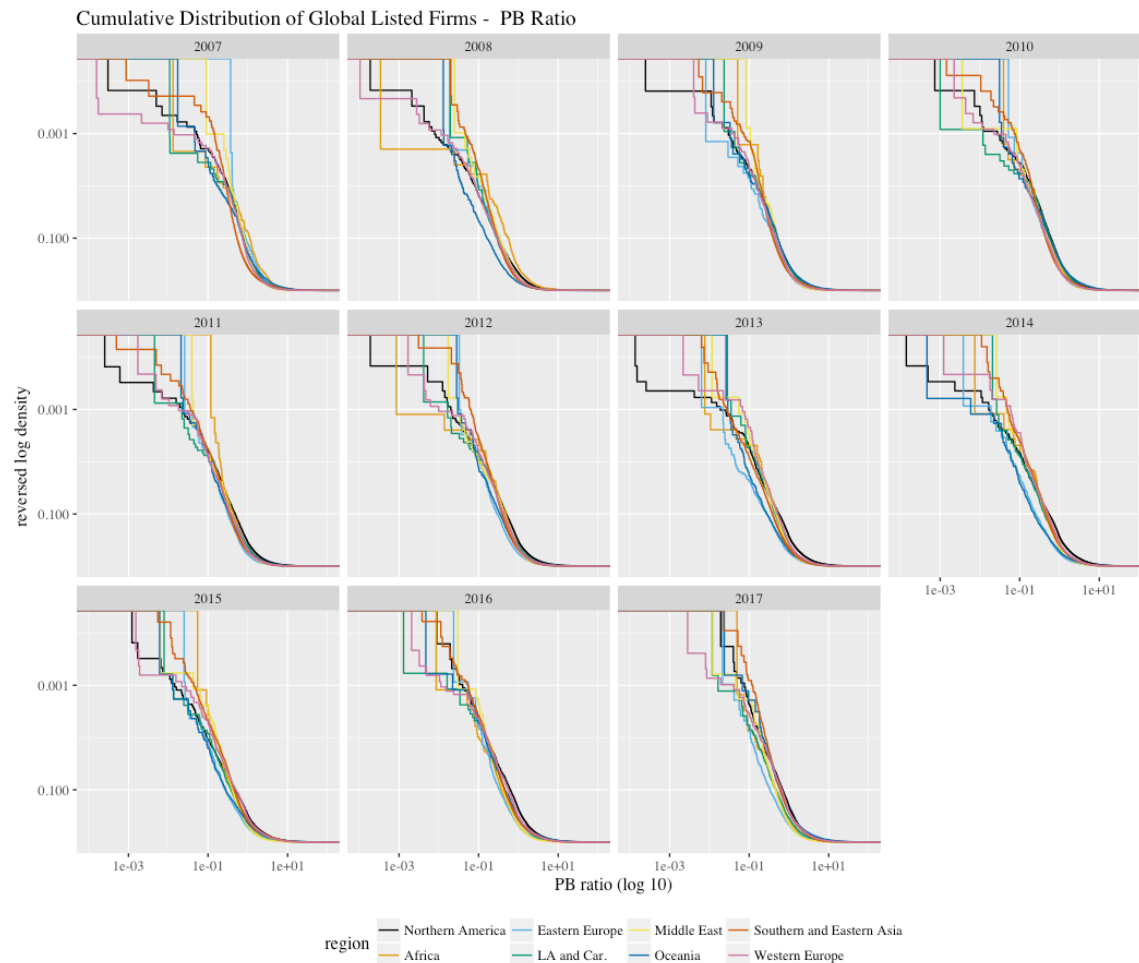 Cumulative Distribution of Global Listed Firms - PB Ratio
2007 2008 2009 2010
0.001
0.100
2011 2012 2013 2014
0.001
0.100
1e-03 1e-01 1e+01
2015 2016 2017
0.001
0.100
1e-03 1e-01 1e+01 1e-03 1e-01 1e+01 1e-03 1e-01 1e+01
reversed log density
PB ratio (log 10)
region
Northern America Eastern Europe Middle East Southern and Eastern Asia
Africa LA and Car. Oceania Western Europe